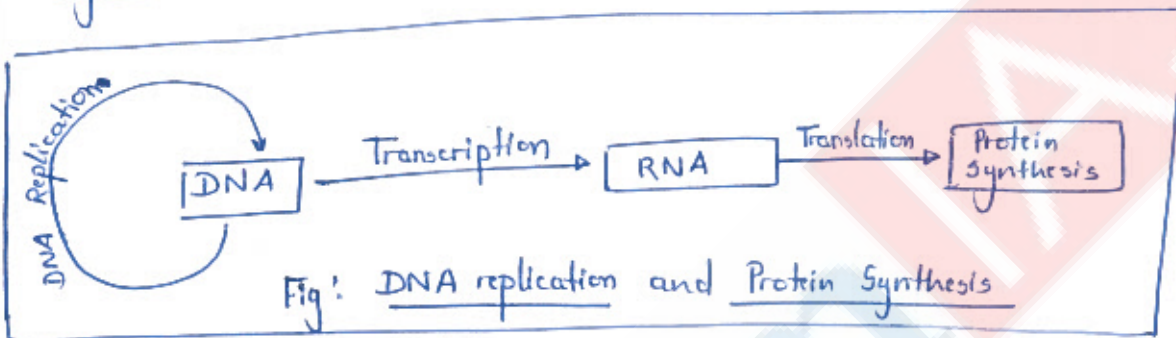 DNA Replication
DNA
Transcription
RNA
Translation
Protein
Synthesis
Fig: DNA replication and Protein Synthesis